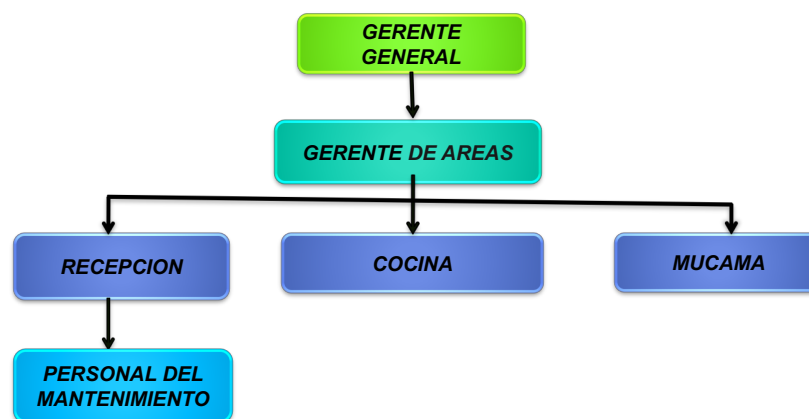 GERENTE
GENERAL
GERENTE DE AREAS
RECEPCION
COCINA
MUCAMA
PERSONAL DEL
MANTENIMIENTO